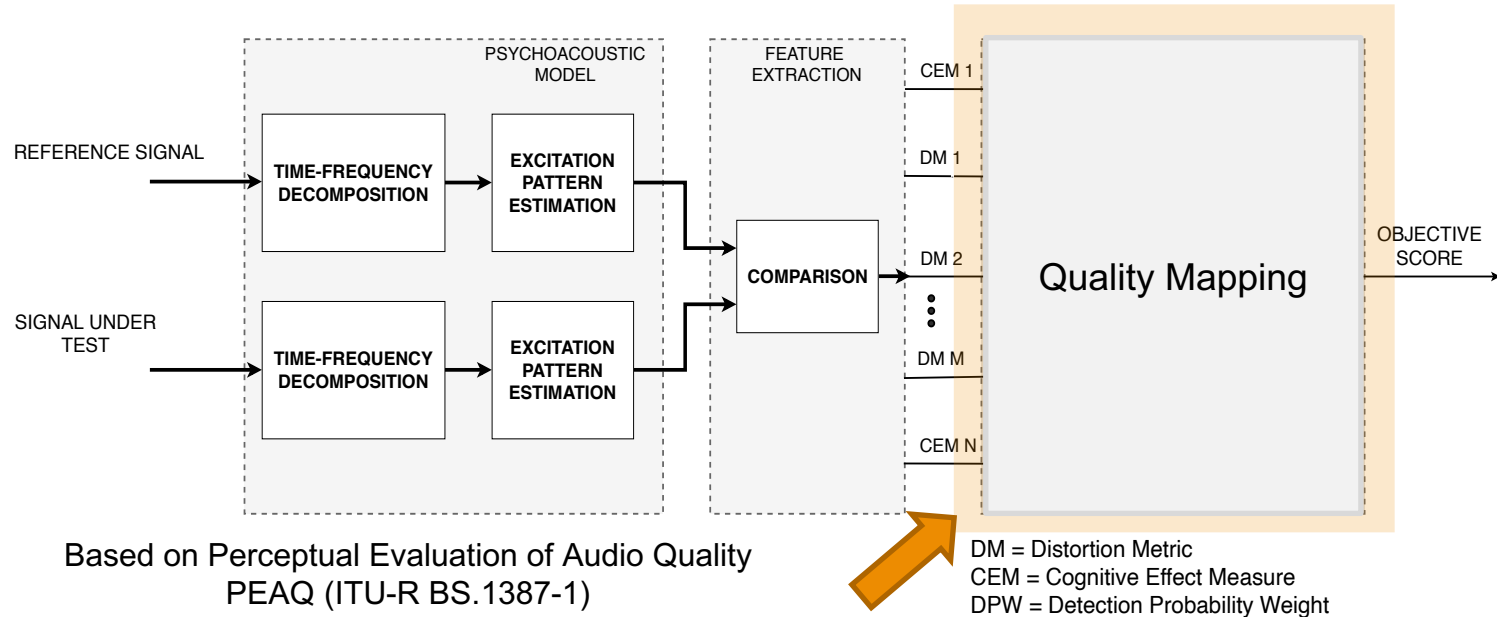 PSYCHOACOUSTIC
MODEL
FEATURE
EXTRACTION
CEM 1
REFERENCE SIGNAL
TIME-FREQUENCY
DECOMPOSITION
EXCITATION
PATTERN
ESTIMATION
DM 1
COMPARISON
DM 2
Quality Mapping
OBJECTIVE
SCORE
SIGNAL UNDER
TEST
TIME-FREQUENCY
DECOMPOSITION
EXCITATION
PATTERN
ESTIMATION
DM M
CEM N
Based on Perceptual Evaluation of Audio Quality
PEAQ (ITU-R BS.1387-1)
DM = Distortion Metric
CEM = Cognitive Effect Measure
DPW = Detection Probability Weight